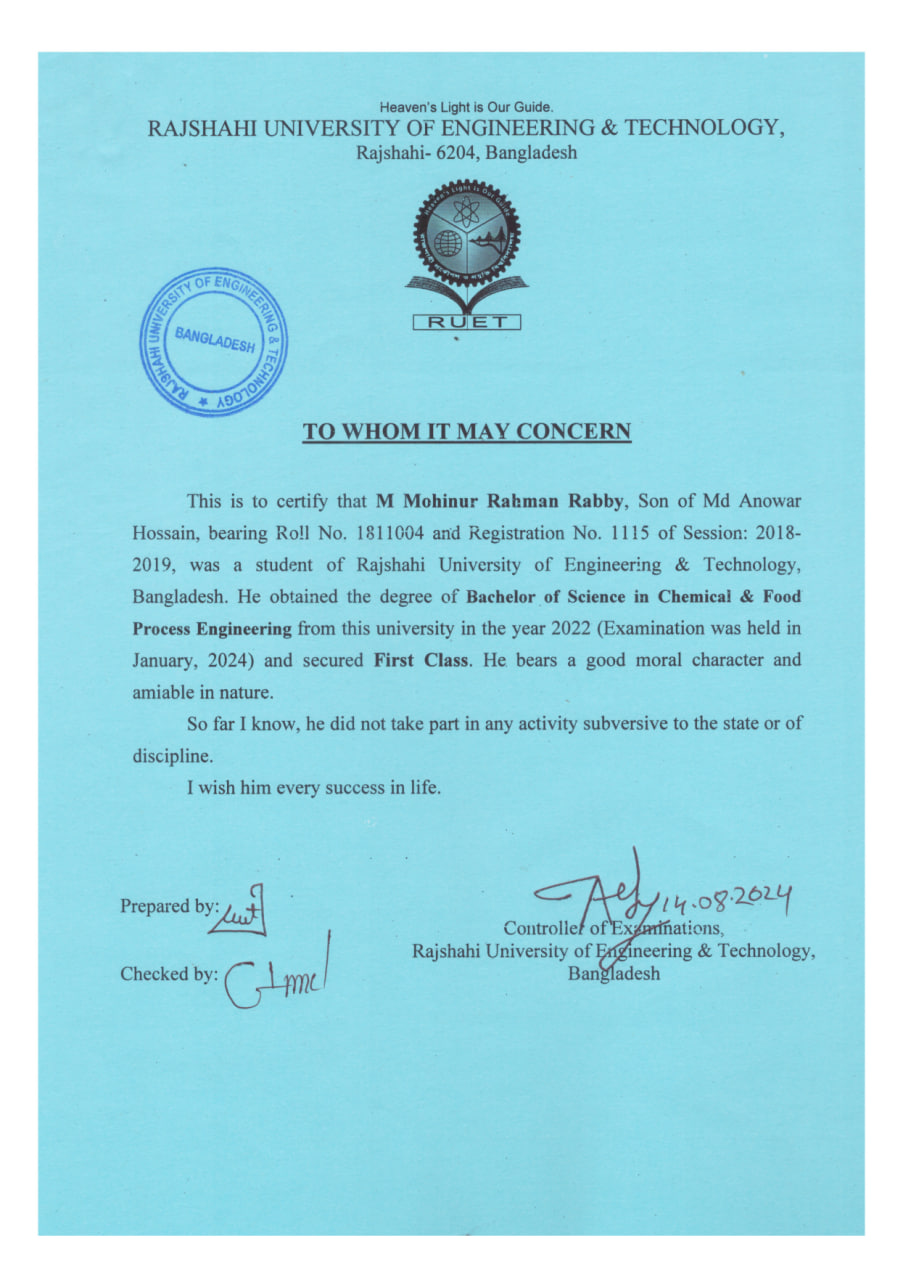 Heaven's Light is Our Guide.
RAJSHAHI UNIVERSITY OF ENGINEERING & TECHNOLOGY,
Rajshahi- 6204, Bangladesh
Heaven's Light is Our Guide
RUET
RAJSHAHI UNIVERSITY OF ENGINEERING & TECHNOLOGY
BANGLADESH
TO WHOM IT MAY CONCERN
This is to certify that M Mohinur Rahman Rabby, Son of Md Anowar
Hossain, bearing Roll No. 1811004 and Registration No. 1115 of Session: 2018-
2019, was a student of Rajshahi University of Engineering & Technology,
Bangladesh. He obtained the degree of Bachelor of Science in Chemical & Food
Process Engineering from this university in the year 2022 (Examination was held in
January, 2024) and secured First Class. He bears a good moral character and
amiable in nature.
So far I know, he did not take part in any activity subversive to the state or of
discipline.
I wish him every success in life.
Prepared by:
14.08.2024
Controller of Examinations,
Rajshahi University of Engineering & Technology,
Bangladesh
Checked by: